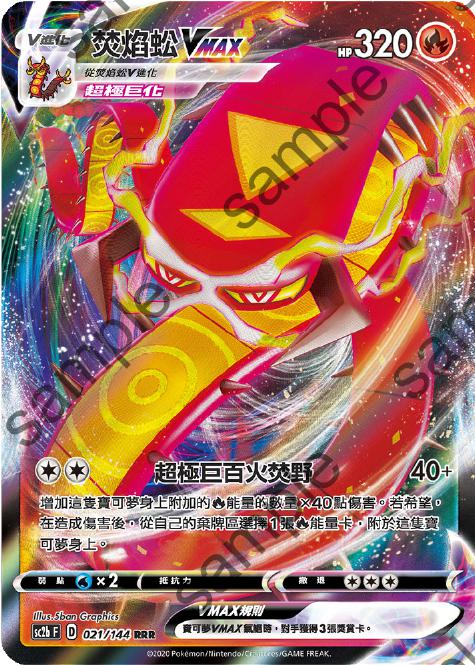 V進化
焚焰蚣VMAX
HP320
從焚焰蚣V進化
超極巨化
超極巨百火焚野 40+
增加這隻寶可夢身上附加的能量的數量×40點傷害。若希望，
在造成傷害後，從自己的棄牌區選擇1張能量卡，附於這隻寶
可夢身上。
弱點 ×2 抵抗力 撤退
Illus. 5ban Graphics
sc2b F D 021/144 RRR
VMAX規則
寶可夢VMAX氣絕時，對手獲得3張獎賞卡。
©2020 Pokémon/Nintendo/Creatures/GAME FREAK.
sample
sample
sample
sample
sample
sample
sample